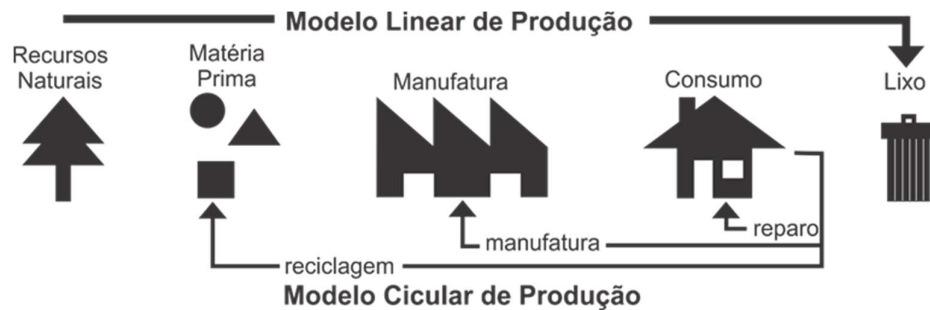 Modelo Linear de Produção
Recursos
Naturais
Matéria
Prima
Manufatura
Consumo
Lixo
reparo
manufatura
reciclagem
Modelo Cicular de Produção